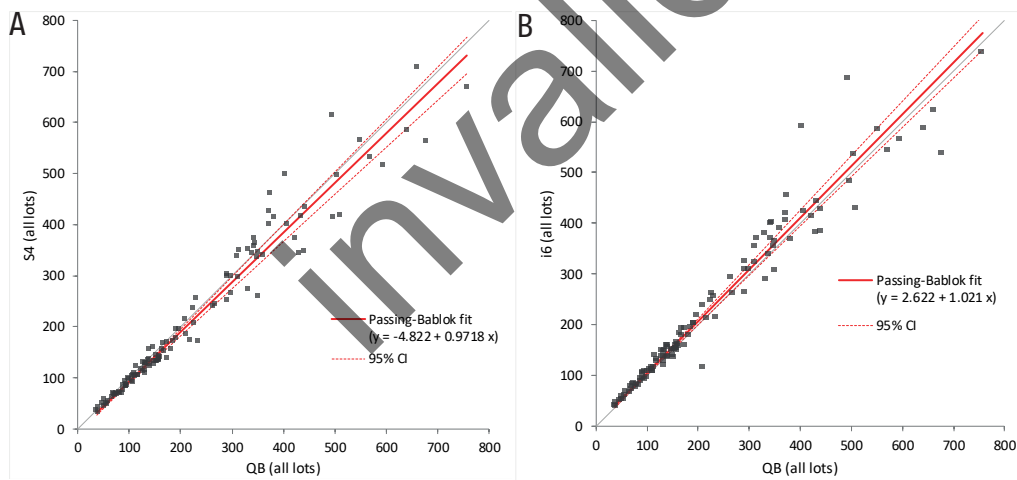 A
800
700
600
500
400
300
200
100
0
S4 (all lots)
0 100 200 300 400 500 600 700 800
QB (all lots)
Passing-Bablok fit
(y = -4.822 + 0.9718 x)
95% CI
B
800
700
600
500
400
300
200
100
0
i6 (all lots)
0 100 200 300 400 500 600 700 800
QB (all lots)
Passing-Bablok fit
(y = 2.622 + 1.021 x)
95% CI